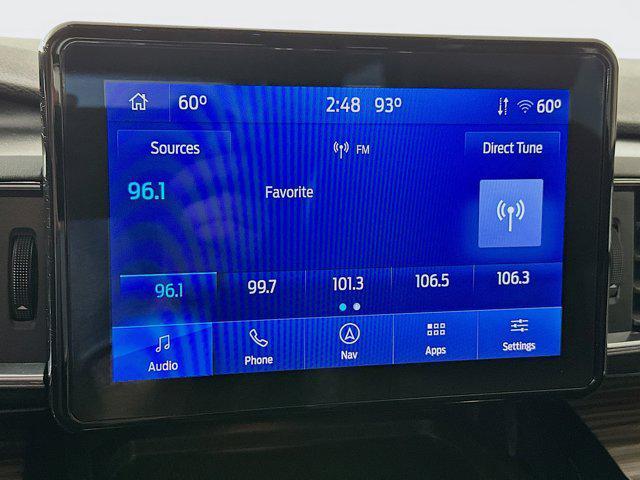 60° 2:48 93° 60°
Sources FM Direct Tune
96.1 Favorite
96.1 99.7 101.3 106.5 106.3
Audio Phone Nav Apps Settings